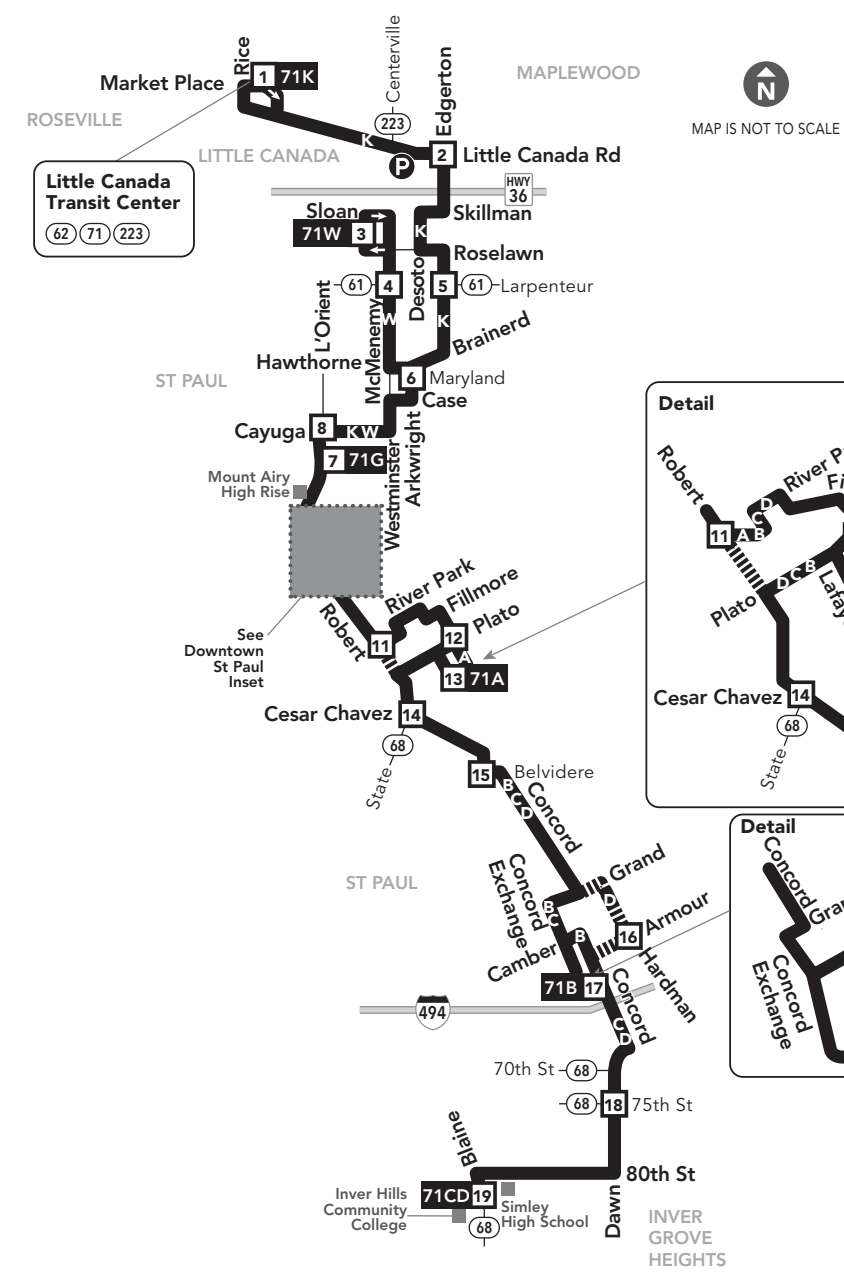 Rice
Centerville
Edgerton
1 71K
Market Place
MAPLEWOOD
N
MAP IS NOT TO SCALE
ROSEVILLE
223
K
LITTLE CANADA
P
2 Little Canada Rd
Little Canada
Transit Center
62 71 223
HWY
36
Sloan
Skillman
71W 3
K
Roselawn
61 4
Desoto
5 61 Larpenteur
L'Orient
McMenemy
W
K
Brainerd
Hawthorne
6 Maryland
ST PAUL
Case
Cayuga 8
K W
Westminster
Arkwright
7 71G
Mount Airy
High Rise
See
Downtown
St Paul
Inset
Robert
River Park
Fillmore
Plato
11
12
A
13 71A
Cesar Chavez 14
68
State
15 Belvidere
B
C
D
Concord
ST PAUL
Concord
Exchange
Grand
B
C
D
B
Armour
16
Camber
Hardman
71B 17
Concord
494
C
D
70th St 68
68 18 75th St
Blaine
80th St
71CD 19
Inver Hills
Community
College
Simley
High School
68
Dawn
INVER
GROVE
HEIGHTS
Detail
Robert
River P
Fi
D
C
11 A B
D C B
Plato
Lafay
Cesar Chavez 14
68
State
Detail
Concord
Gran
Concord
Exchange